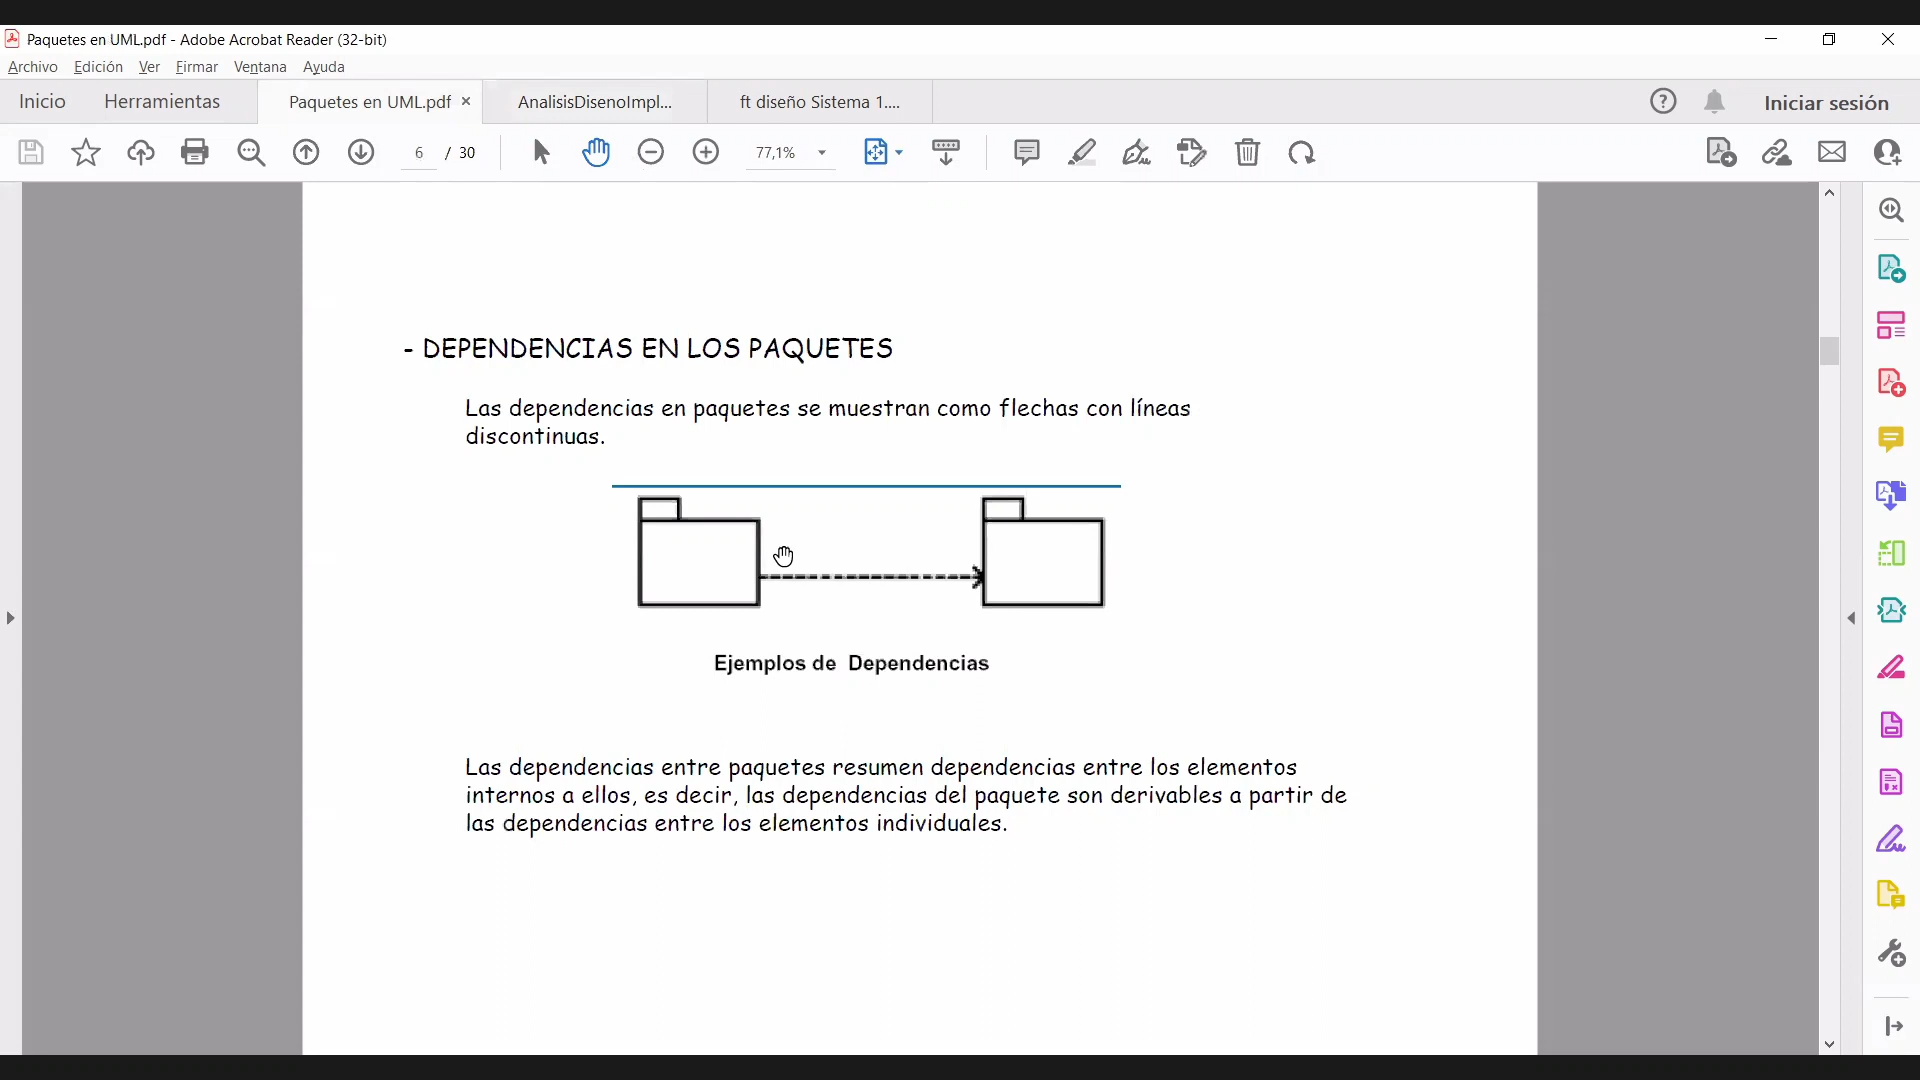 Paquetes en UML.pdf - Adobe Acrobat Reader (32-bit)
Archivo Edición Ver Firmar Ventana Ayuda
Inicio Herramientas Paquetes en UML.pdf × AnalisisDisenoImpl... ft diseño Sistema 1.... Iniciar sesión
6 / 30 77,1%
- DEPENDENCIAS EN LOS PAQUETES
Las dependencias en paquetes se muestran como flechas con líneas
discontinuas.
Ejemplos de Dependencias
Las dependencias entre paquetes resumen dependencias entre los elementos
internos a ellos, es decir, las dependencias del paquete son derivables a partir de
las dependencias entre los elementos individuales.